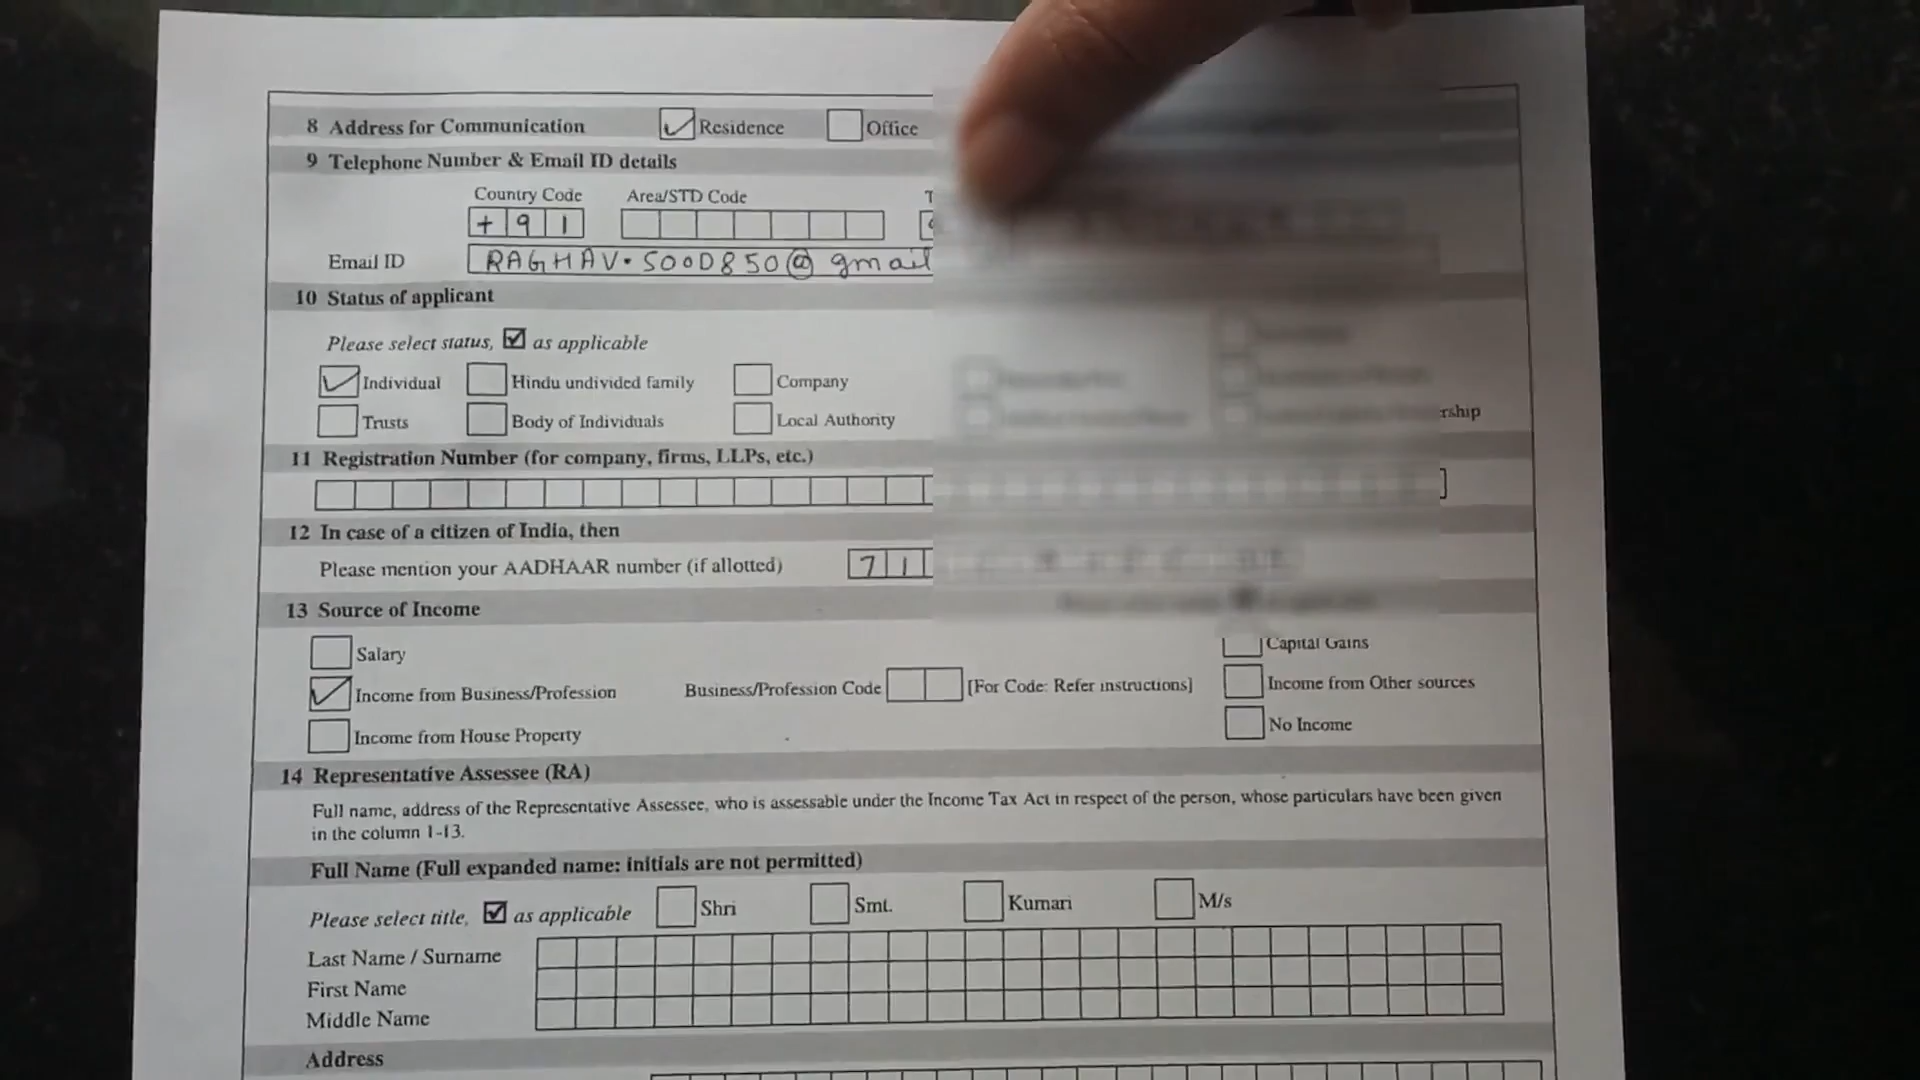 8 Address for Communication Residence Office
9 Telephone Number & Email ID details
Country Code Area/STD Code
+91
Email ID RAGHAV.SOOD850@gmail
10 Status of applicant
Please select status, as applicable
Individual Hindu undivided family Company
Trusts Body of Individuals Local Authority rship
11 Registration Number (for company, firms, LLPs, etc.)
12 In case of a citizen of India, then
Please mention your AADHAAR number (if allotted) 71
13 Source of Income
Salary Capital Gains
Income from Business/Profession Business/Profession Code [For Code: Refer instructions] Income from Other sources
Income from House Property No Income
14 Representative Assessee (RA)
Full name, address of the Representative Assessee, who is assessable under the Income Tax Act in respect of the person, whose particulars have been given
in the column 1-13.
Full Name (Full expanded name: initials are not permitted)
Please select title, as applicable Shri Smt. Kumari M/s
Last Name / Surname
First Name
Middle Name
Address